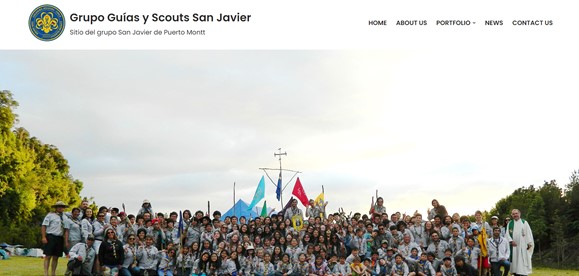 Grupo Guías y Scouts San Javier
Sitio del grupo San Javier de Puerto Montt
HOME ABOUT US PORTFOLIO NEWS CONTACT US